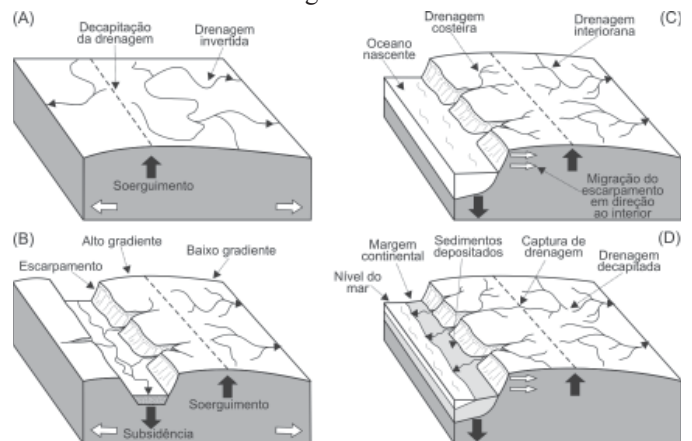 (A)
Decapitação
da drenagem
Drenagem
invertida
Soerguimento
(B)
Alto gradiente
Baixo gradiente
Escarpamento
Soerguimento
Subsidência
(C)
Drenagem
costeira
Drenagem
interiorana
Oceano
nascente
Migração do
escarpamento
em direção
ao interior
(D)
Margem
continental
Sedimentos
depositados
Captura de
drenagem
Drenagem
decapitada
Nível do
mar